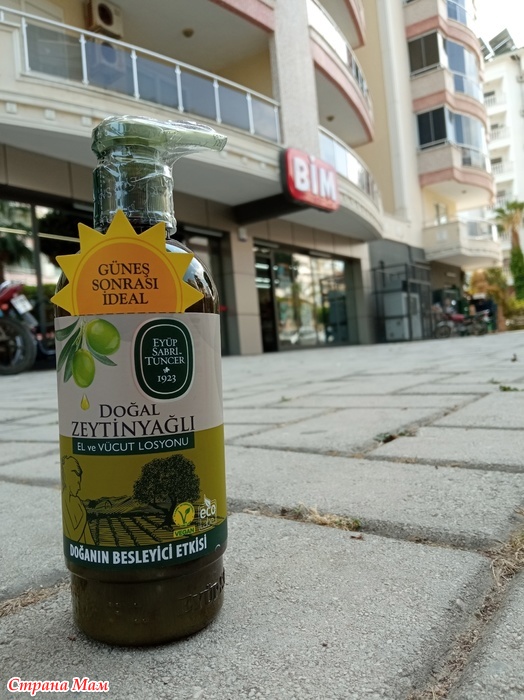 BİM
GÜNEŞ
SONRASI
İDEAL
EYÜP
SABRİ
TUNCER
1923
DOĞAL
ZEYTİNYAĞLI
EL ve VÜCUT LOSYONU
VEGAN
eco
DOĞANIN BESLEYİCİ ETKİSİ
Страна Мам